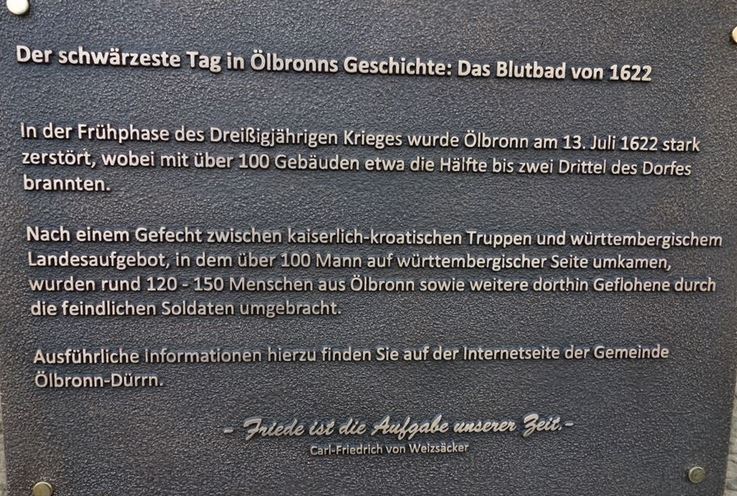 Der schwärzeste Tag in Ölbronns Geschichte: Das Blutbad von 1622
In der Frühphase des Dreißigjährigen Krieges wurde Ölbronn am 13. Juli 1622 stark
zerstört, wobei mit über 100 Gebäuden etwa die Hälfte bis zwei Drittel des Dorfes
brannten.
Nach einem Gefecht zwischen kaiserlich-kroatischen Truppen und württembergischem
Landesaufgebot, in dem über 100 Mann auf württembergischer Seite umkamen,
wurden rund 120 - 150 Menschen aus Ölbronn sowie weitere dorthin Geflohene durch
die feindlichen Soldaten umgebracht.
Ausführliche Informationen hierzu finden Sie auf der Internetseite der Gemeinde
Ölbronn-Dürrn.
- Friede ist die Aufgabe unserer Zeit.-
Carl-Friedrich von Weizsäcker